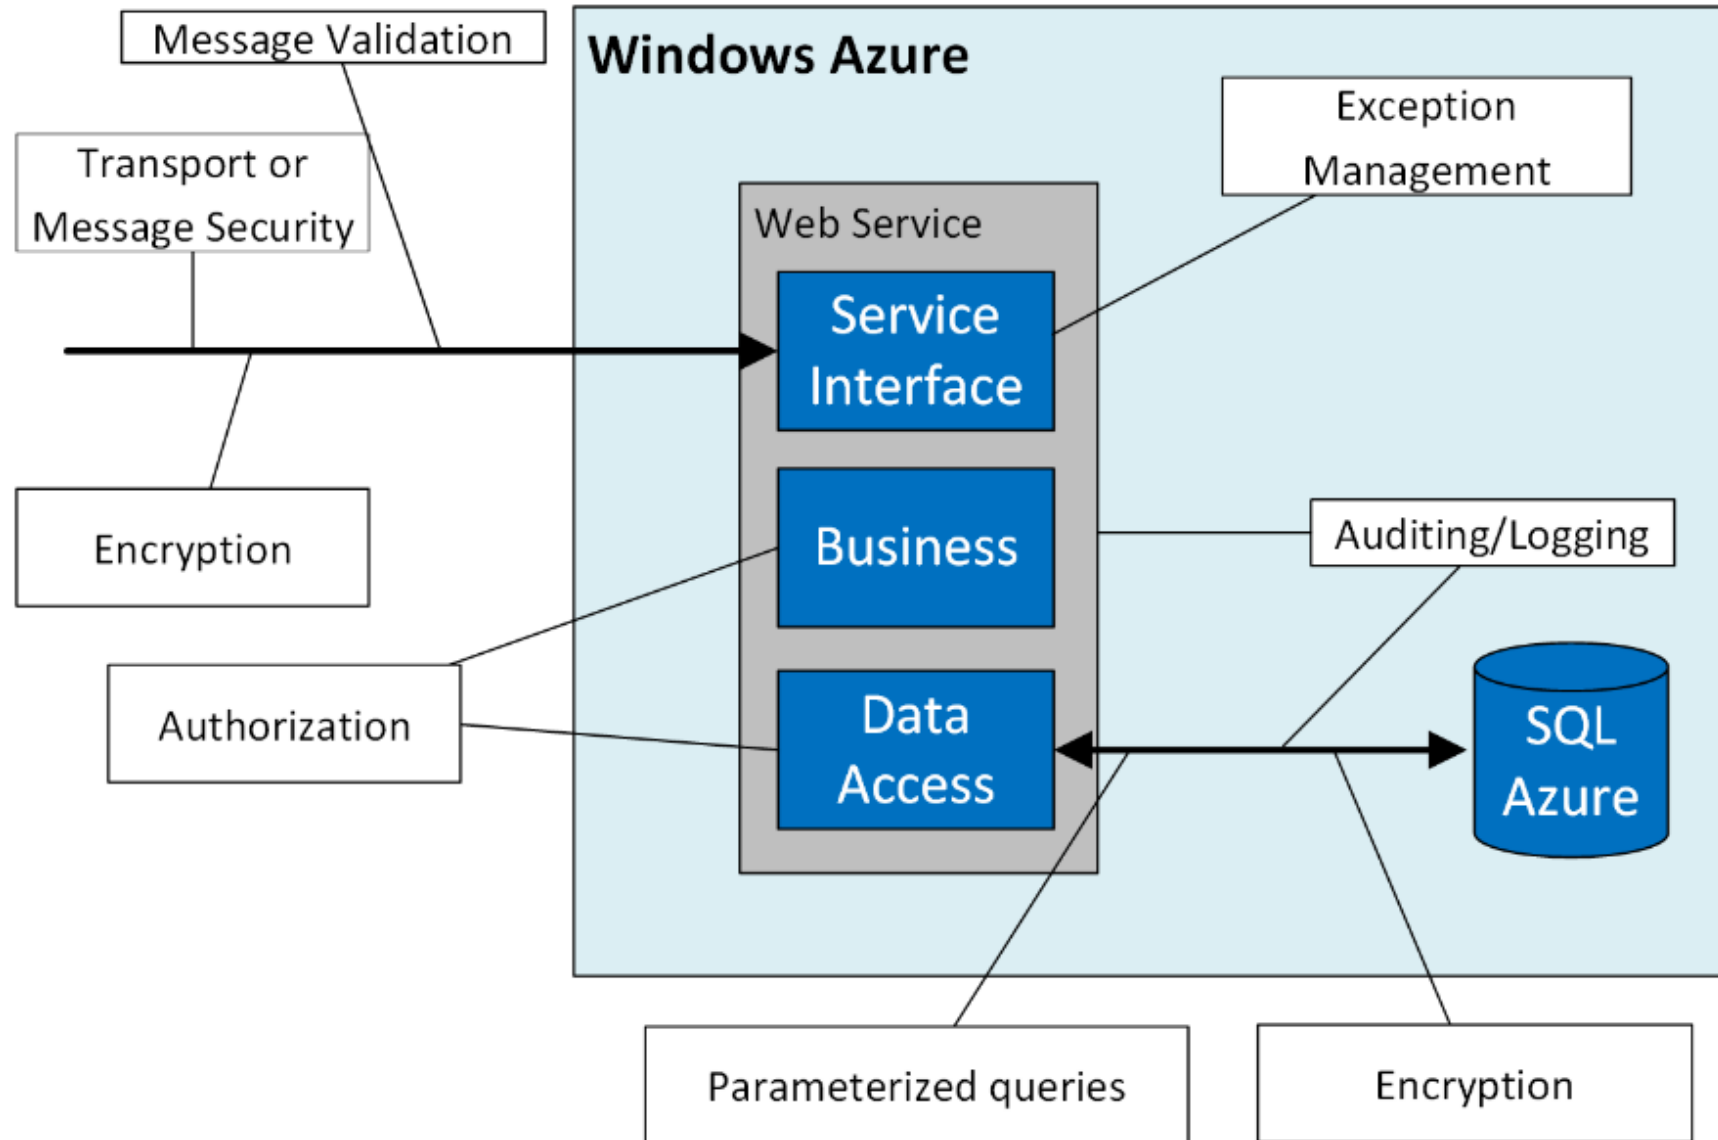 Message Validation
Windows Azure
Exception
Management
Transport or
Message Security
Web Service
Service
Interface
Encryption
Business
Auditing/Logging
Authorization
Data
Access
SQL
Azure
Parameterized queries
Encryption